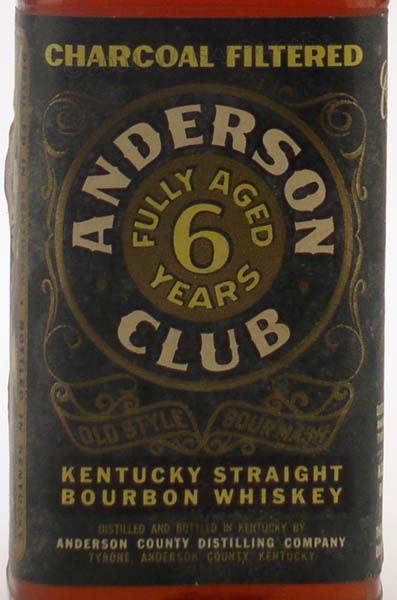 CHARCOAL FILTERED
ANDERSON
FULLY AGED
6
YEARS
CLUB
OLD STYLE SOUR MASH
KENTUCKY STRAIGHT
BOURBON WHISKEY
DISTILLED AND BOTTLED IN KENTUCKY BY
ANDERSON COUNTY DISTILLING COMPANY
TYRONE, ANDERSON COUNTY, KENTUCKY